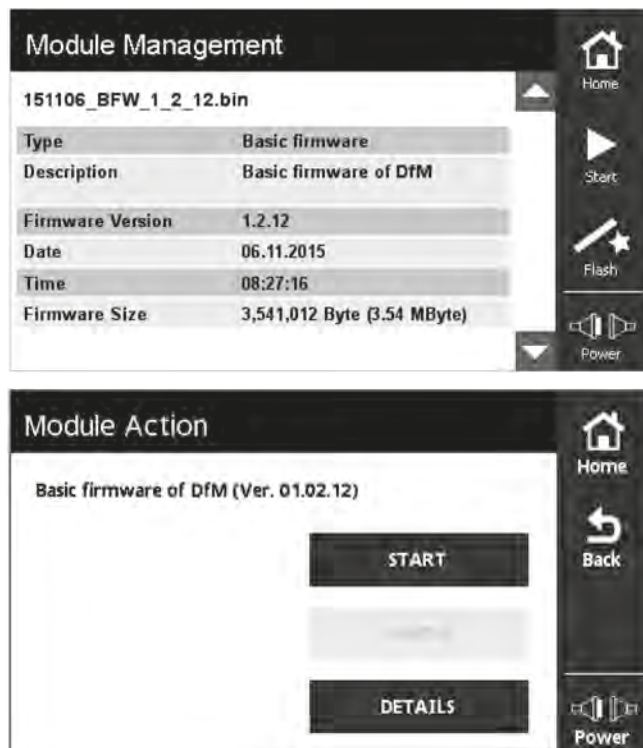 Module Management
Home
151106_BFW_1_2_12.bin
Type Basic firmware
Start
Description Basic firmware of DfM
Firmware Version 1.2.12
Flash
Date 06.11.2015
Time 08:27:16
Firmware Size 3,541,012 Byte (3.54 MByte)
Power
Module Action
Home
Basic firmware of DfM (Ver. 01.02.12)
START
Back
DETAILS
Power